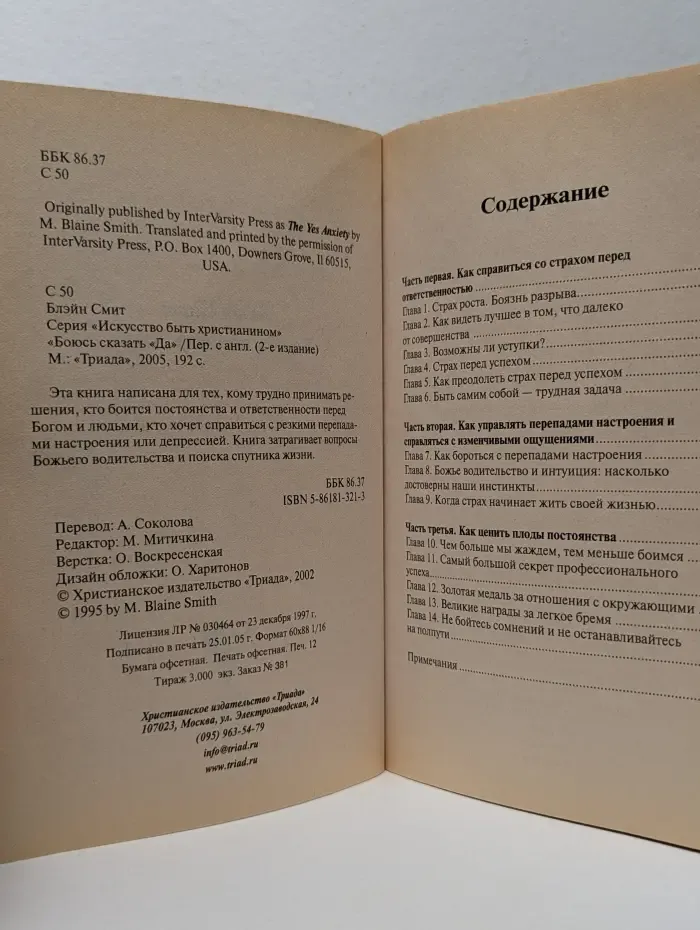 ББК 86.37
С 50
Originally published by InterVarsity Press as The Yes Anxiety by
M. Blaine Smith. Translated and printed by the permission of
InterVarsity Press, P.O. Box 1400, Downers Grove, Il 60515,
USA.
С 50
Блэйн Смит
Серия «Искусство быть христианином»
«Боюсь сказать «Да» /Пер. с англ. (2-е издание)
М.: «Триада», 2005, 192 с.
Эта книга написана для тех, кому трудно принимать ре-
шения, кто боится постоянства и ответственности перед
Богом и людьми, кто хочет справиться с резкими перепада-
ми настроения или депрессией. Книга затрагивает вопросы
Божьего водительства и поиска спутника жизни.
ББК 86.37
ISBN 5-86181-321-3
Перевод: А. Соколова
Редактор: М. Митичкина
Верстка: О. Воскресенская
Дизайн обложки: О. Харитонов
© Христианское издательство «Триада», 2002
© 1995 by M. Blaine Smith
Лицензия ЛР № 030464 от 23 декабря 1997 г.
Подписано в печать 25.01.05 г. Формат 60x88 1/16
Бумага офсетная. Печать офсетная. Печ. 12
Тираж 3.000 экз. Заказ № 381
Христианское издательство «Триада»
107023, Москва, ул. Электрозаводская, 24
(095) 963-54-79
info@triad.ru
www.triad.ru
Содержание
Часть первая. Как справиться со страхом перед
ответственностью
Глава 1. Страх роста. Боязнь разрыва
Глава 2. Как видеть лучшее в том, что далеко
от совершенства
Глава 3. Возможны ли уступки?
Глава 4. Страх перед успехом
Глава 5. Как преодолеть страх перед успехом
Глава 6. Быть самим собой — трудная задача
Часть вторая. Как управлять перепадами настроения и
справляться с изменчивыми ощущениями
Глава 7. Как бороться с перепадами настроения
Глава 8. Божье водительство и интуиция: насколько
достоверны наши инстинкты
Глава 9. Когда страх начинает жить своей жизнью
Часть третья. Как ценить плоды постоянства
Глава 10. Чем больше мы жаждем, тем меньше боимся
Глава 11. Самый большой секрет профессионального
успеха
Глава 12. Золотая медаль за отношения с окружающими
Глава 13. Великие награды за легкое бремя
Глава 14. Не бойтесь сомнений и не останавливайтесь
на полпути
Примечания